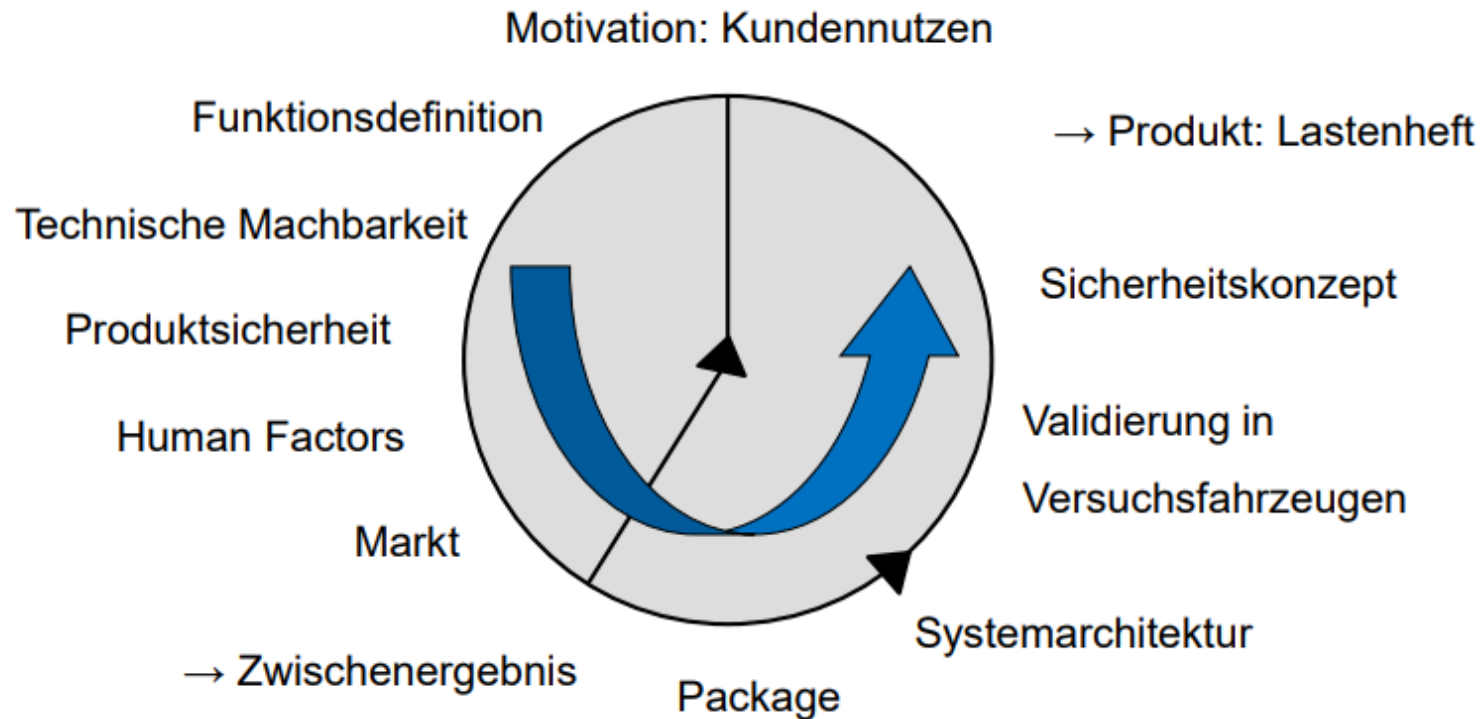 Motivation: Kundennutzen
Funktionsdefinition
Technische Machbarkeit
Produktsicherheit
Human Factors
Markt
→ Zwischenergebnis
Package
Systemarchitektur
Validierung in
Versuchsfahrzeugen
Sicherheitskonzept
→ Produkt: Lastenheft